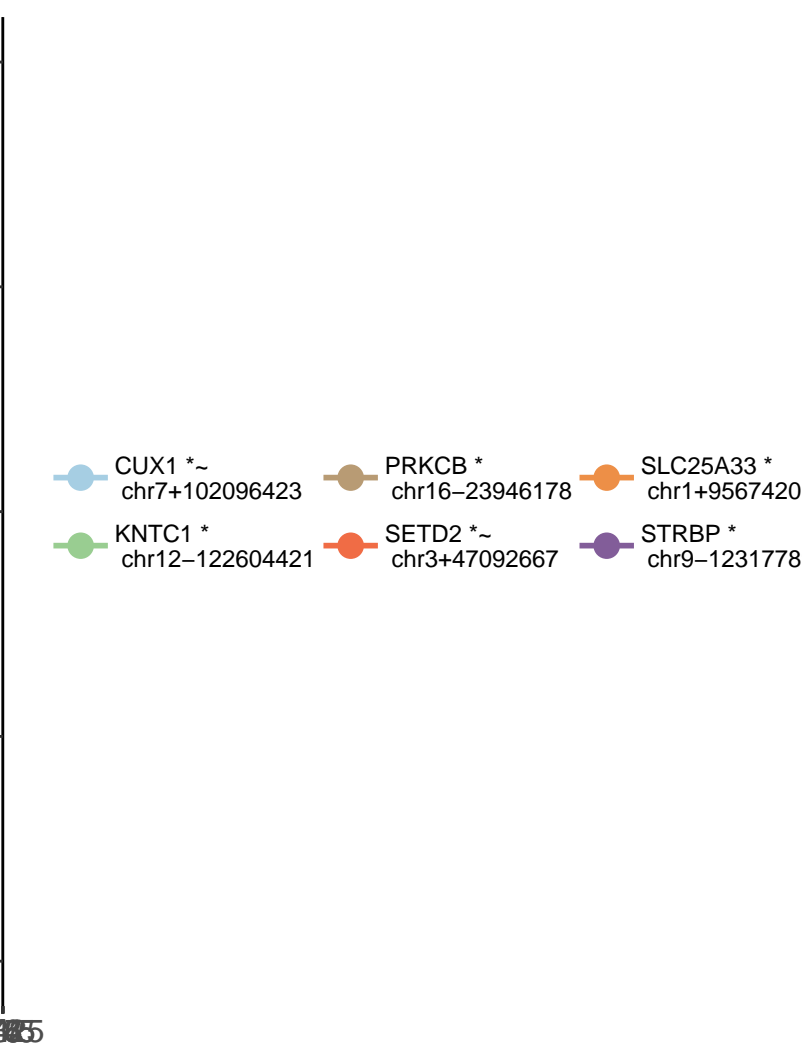 CUX1 *~
chr7+102096423
PRKCB *
chr16−23946178
SLC25A33 *
chr1+9567420
KNTC1 *
chr12−122604421
SETD2 *~
chr3+47092667
STRBP *
chr9−1231778